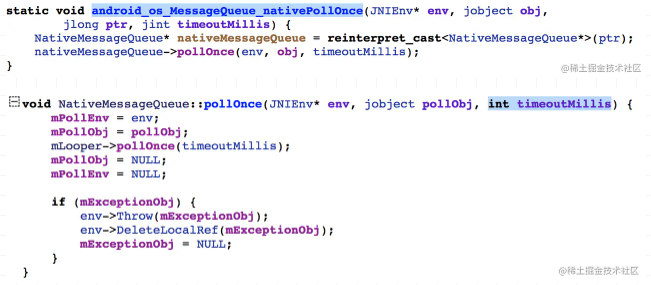 static void android_os_MessageQueue_nativePollOnce(JNIEnv* env, jobject obj,
        jlong ptr, jint timeoutMillis) {
    NativeMessageQueue* nativeMessageQueue = reinterpret_cast<NativeMessageQueue*>(ptr);
    nativeMessageQueue->pollOnce(env, obj, timeoutMillis);
}
@稀土掘金技术社区
void NativeMessageQueue::pollOnce(JNIEnv* env, jobject pollObj, int timeoutMillis) {
    mPollEnv = env;
    mPollObj = pollObj;
    mLooper->pollOnce(timeoutMillis);
    mPollObj = NULL;
    mPollEnv = NULL;

    if (mExceptionObj) {
        env->Throw(mExceptionObj);
        env->DeleteLocalRef(mExceptionObj);
        mExceptionObj = NULL;
    }
}
@稀土掘金技术社区